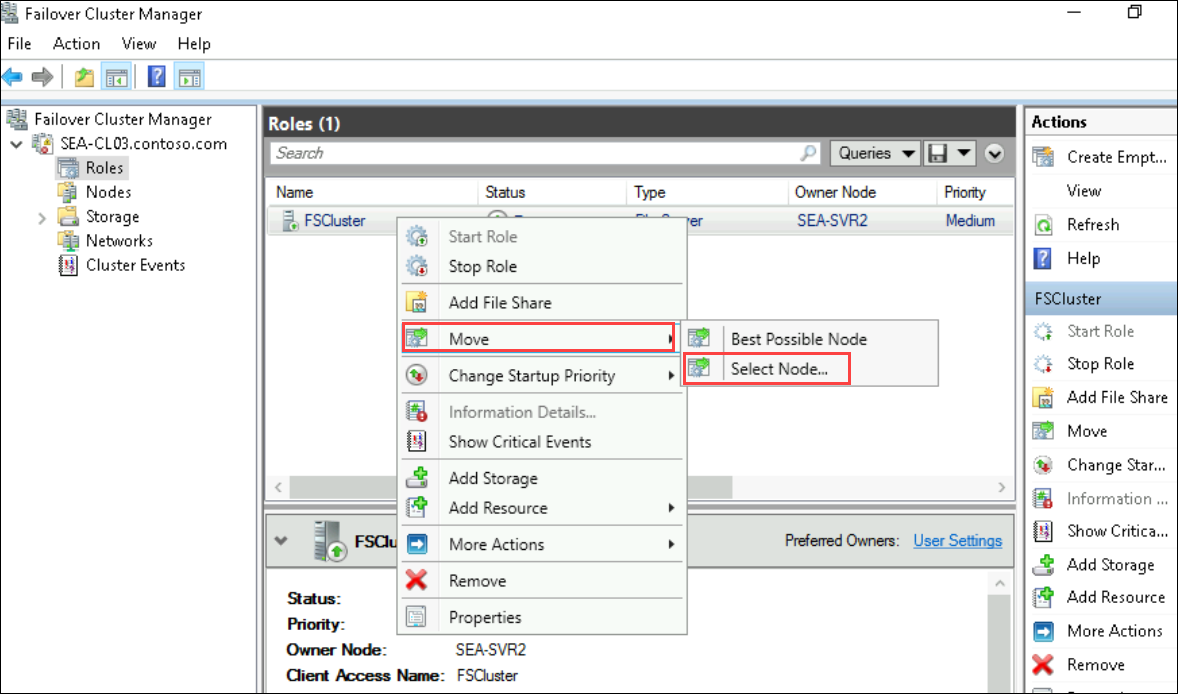 Failover Cluster Manager
File Action View Help
Failover Cluster Manager
SEA-CL03.contoso.com
Roles
Nodes
Storage
Networks
Cluster Events
Roles (1)
Search
Queries
Name Status Type Owner Node Priority
FSCluster SEA-SVR2 Medium
Start Role
Stop Role
Add File Share
Move
Change Startup Priority
Information Details...
Show Critical Events
Add Storage
Add Resource
More Actions
Remove
Properties
Best Possible Node
Select Node...
Preferred Owners: User Settings
Status:
Priority:
Owner Node: SEA-SVR2
Client Access Name: FSCluster
Actions
Create Empt...
View
Refresh
Help
FSCluster
Start Role
Stop Role
Add File Share
Move
Change Star...
Information ...
Show Critica...
Add Storage
Add Resource
More Actions
Remove